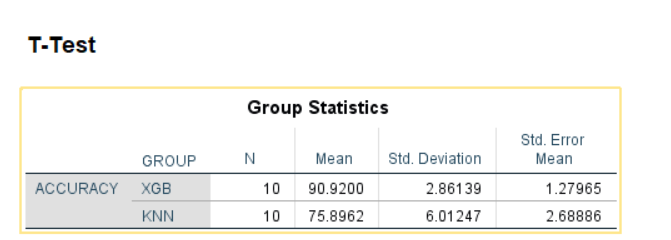 T-Test
Group Statistics
GROUP N Mean Std. Deviation Std. Error Mean
ACCURACY XGB 10 90.9200 2.86139 1.27965
KNN 10 75.8962 6.01247 2.68886